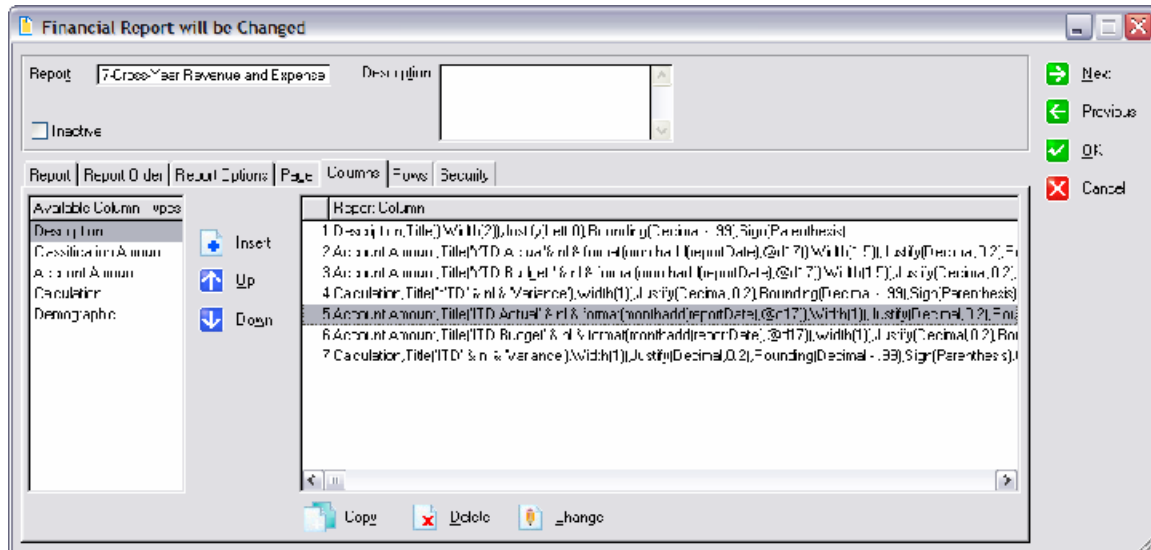 Financial Report will be Changed
Report 7-Cross-Year Revenue and Expense Description
Inactive
Next
Previous
OK
Cancel
Report Report Order Report Options Page Columns Rows Security
Available Column Types
Description
Classification Amount
Account Amount
Calculation
Demographic
Insert
Up
Down
Report Column
1 Description,Title(),Width(2)),Justify(Left,0),Rounding(Decimal - .99),Sign(Parenthesis)
2 Account Amount,Title('YTD Actual' & nl & format(monthadd(reportDate),@d17)),Width(1.5)),Justify(Decimal,0.2),
3 Account Amount,Title('YTD Budget' & nl & format(monthadd(reportDate),@d17)),Width(1.5)),Justify(Decimal,0.2),
4 Calculation,Title('YTD' & nl & 'Variance'),Width(1)),Justify(Decimal,0.2),Rounding(Decimal - .99),Sign(Parenthesis)
5 Account Amount,Title('ITD Actual' & nl & format(monthadd(reportDate),@d17)),Width(1)),Justify(Decimal,0.2),
6 Account Amount,Title('ITD Budget' & nl & format(monthadd(reportDate),@d17)),Width(1)),Justify(Decimal,0.2),
7 Calculation,Title('ITD' & nl & 'Variance'),Width(1)),Justify(Decimal,0.2),Rounding(Decimal - .99),Sign(Parenthesis),
Copy Delete Change